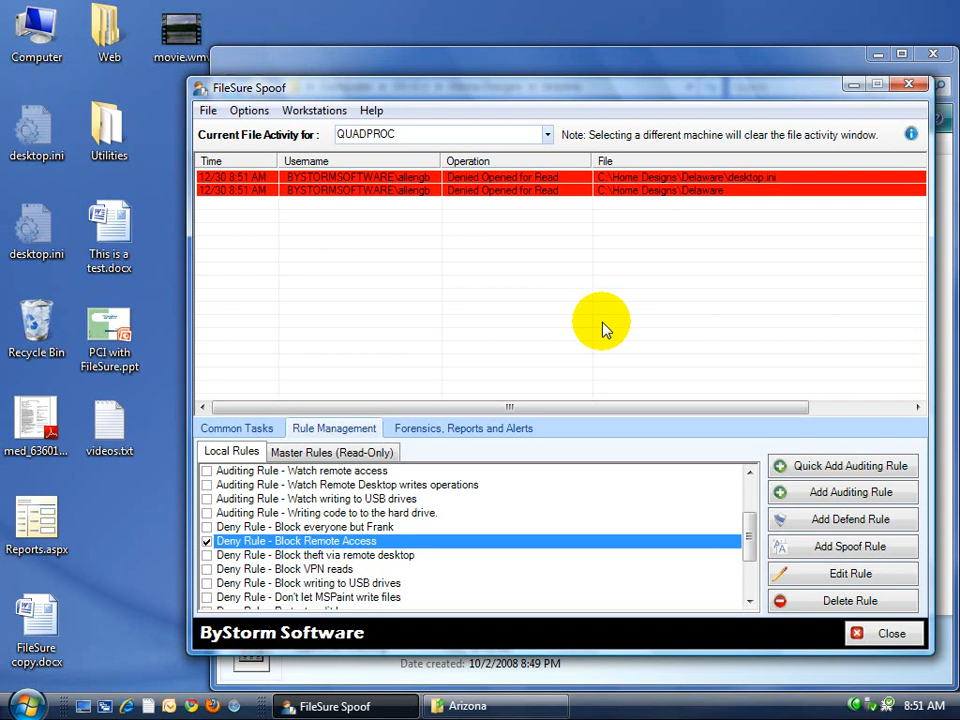 Computer
Web
movie.wmv
desktop.ini
Utilities
desktop.ini
This is a
test.docx
Recycle Bin
PCI with
FileSure.ppt
med_63601...
videos.txt
Reports.aspx
FileSure
copy.docx
FileSure Spoof
File Options Workstations Help
Current File Activity for : QUADPROC Note: Selecting a different machine will clear the file activity window.
Time Username Operation File
12/30 8:51 AM BYSTORMSOFTWARE\allengb Denied Opened for Read C:\Home Designs\Delaware\desktop.ini
12/30 8:51 AM BYSTORMSOFTWARE\allengb Denied Opened for Read C:\Home Designs\Delaware
Common Tasks Rule Management Forensics, Reports and Alerts
Local Rules Master Rules (Read-Only)
Auditing Rule - Watch remote access
Auditing Rule - Watch Remote Desktop writes operations
Auditing Rule - Watch writing to USB drives
Auditing Rule - Writing code to to the hard drive.
Deny Rule - Block everyone but Frank
Deny Rule - Block Remote Access
Deny Rule - Block theft via remote desktop
Deny Rule - Block VPN reads
Deny Rule - Block writing to USB drives
Deny Rule - Don't let MSPaint write files
Quick Add Auditing Rule
Add Auditing Rule
Add Defend Rule
Add Spoof Rule
Edit Rule
Delete Rule
ByStorm Software
Close
Date created: 10/2/2008 8:49 PM
FileSure Spoof
Arizona
8:51 AM